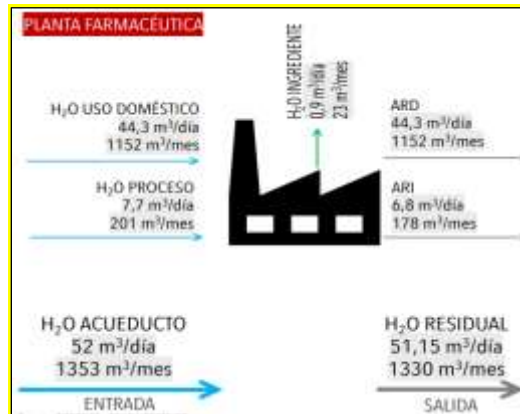 PLANTA FARMACÉUTICA
H₂O INGREDIENTE
0,9 m³/día
23 m³/mes
H₂O USO DOMÉSTICO
44,3 m³/día
1152 m³/mes
ARD
44,3 m³/día
1152 m³/mes
H₂O PROCESO
7,7 m³/día
201 m³/mes
ARI
6,8 m³/día
178 m³/mes
H₂O ACUEDUCTO
52 m³/día
1353 m³/mes
ENTRADA
H₂O RESIDUAL
51,15 m³/día
1330 m³/mes
SALIDA